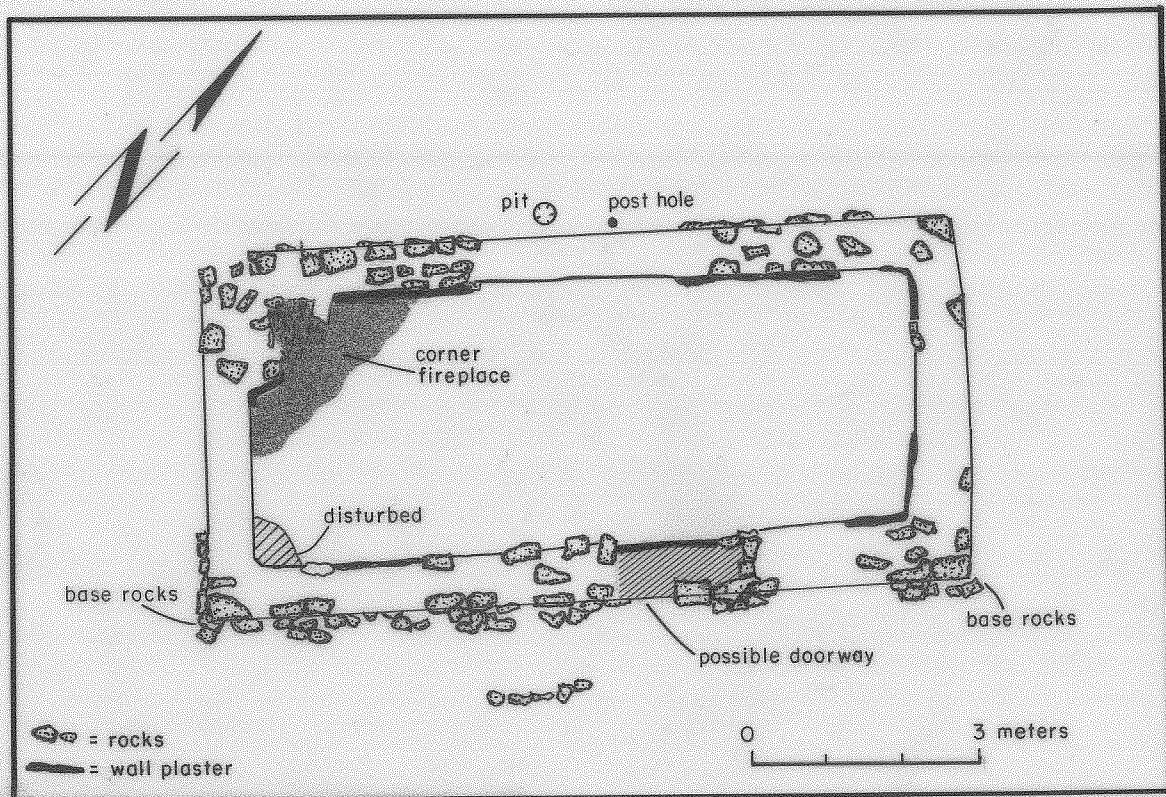 pit
post hole
corner
fireplace
disturbed
base rocks
base rocks
possible doorway
0 3 meters
= rocks
= wall plaster